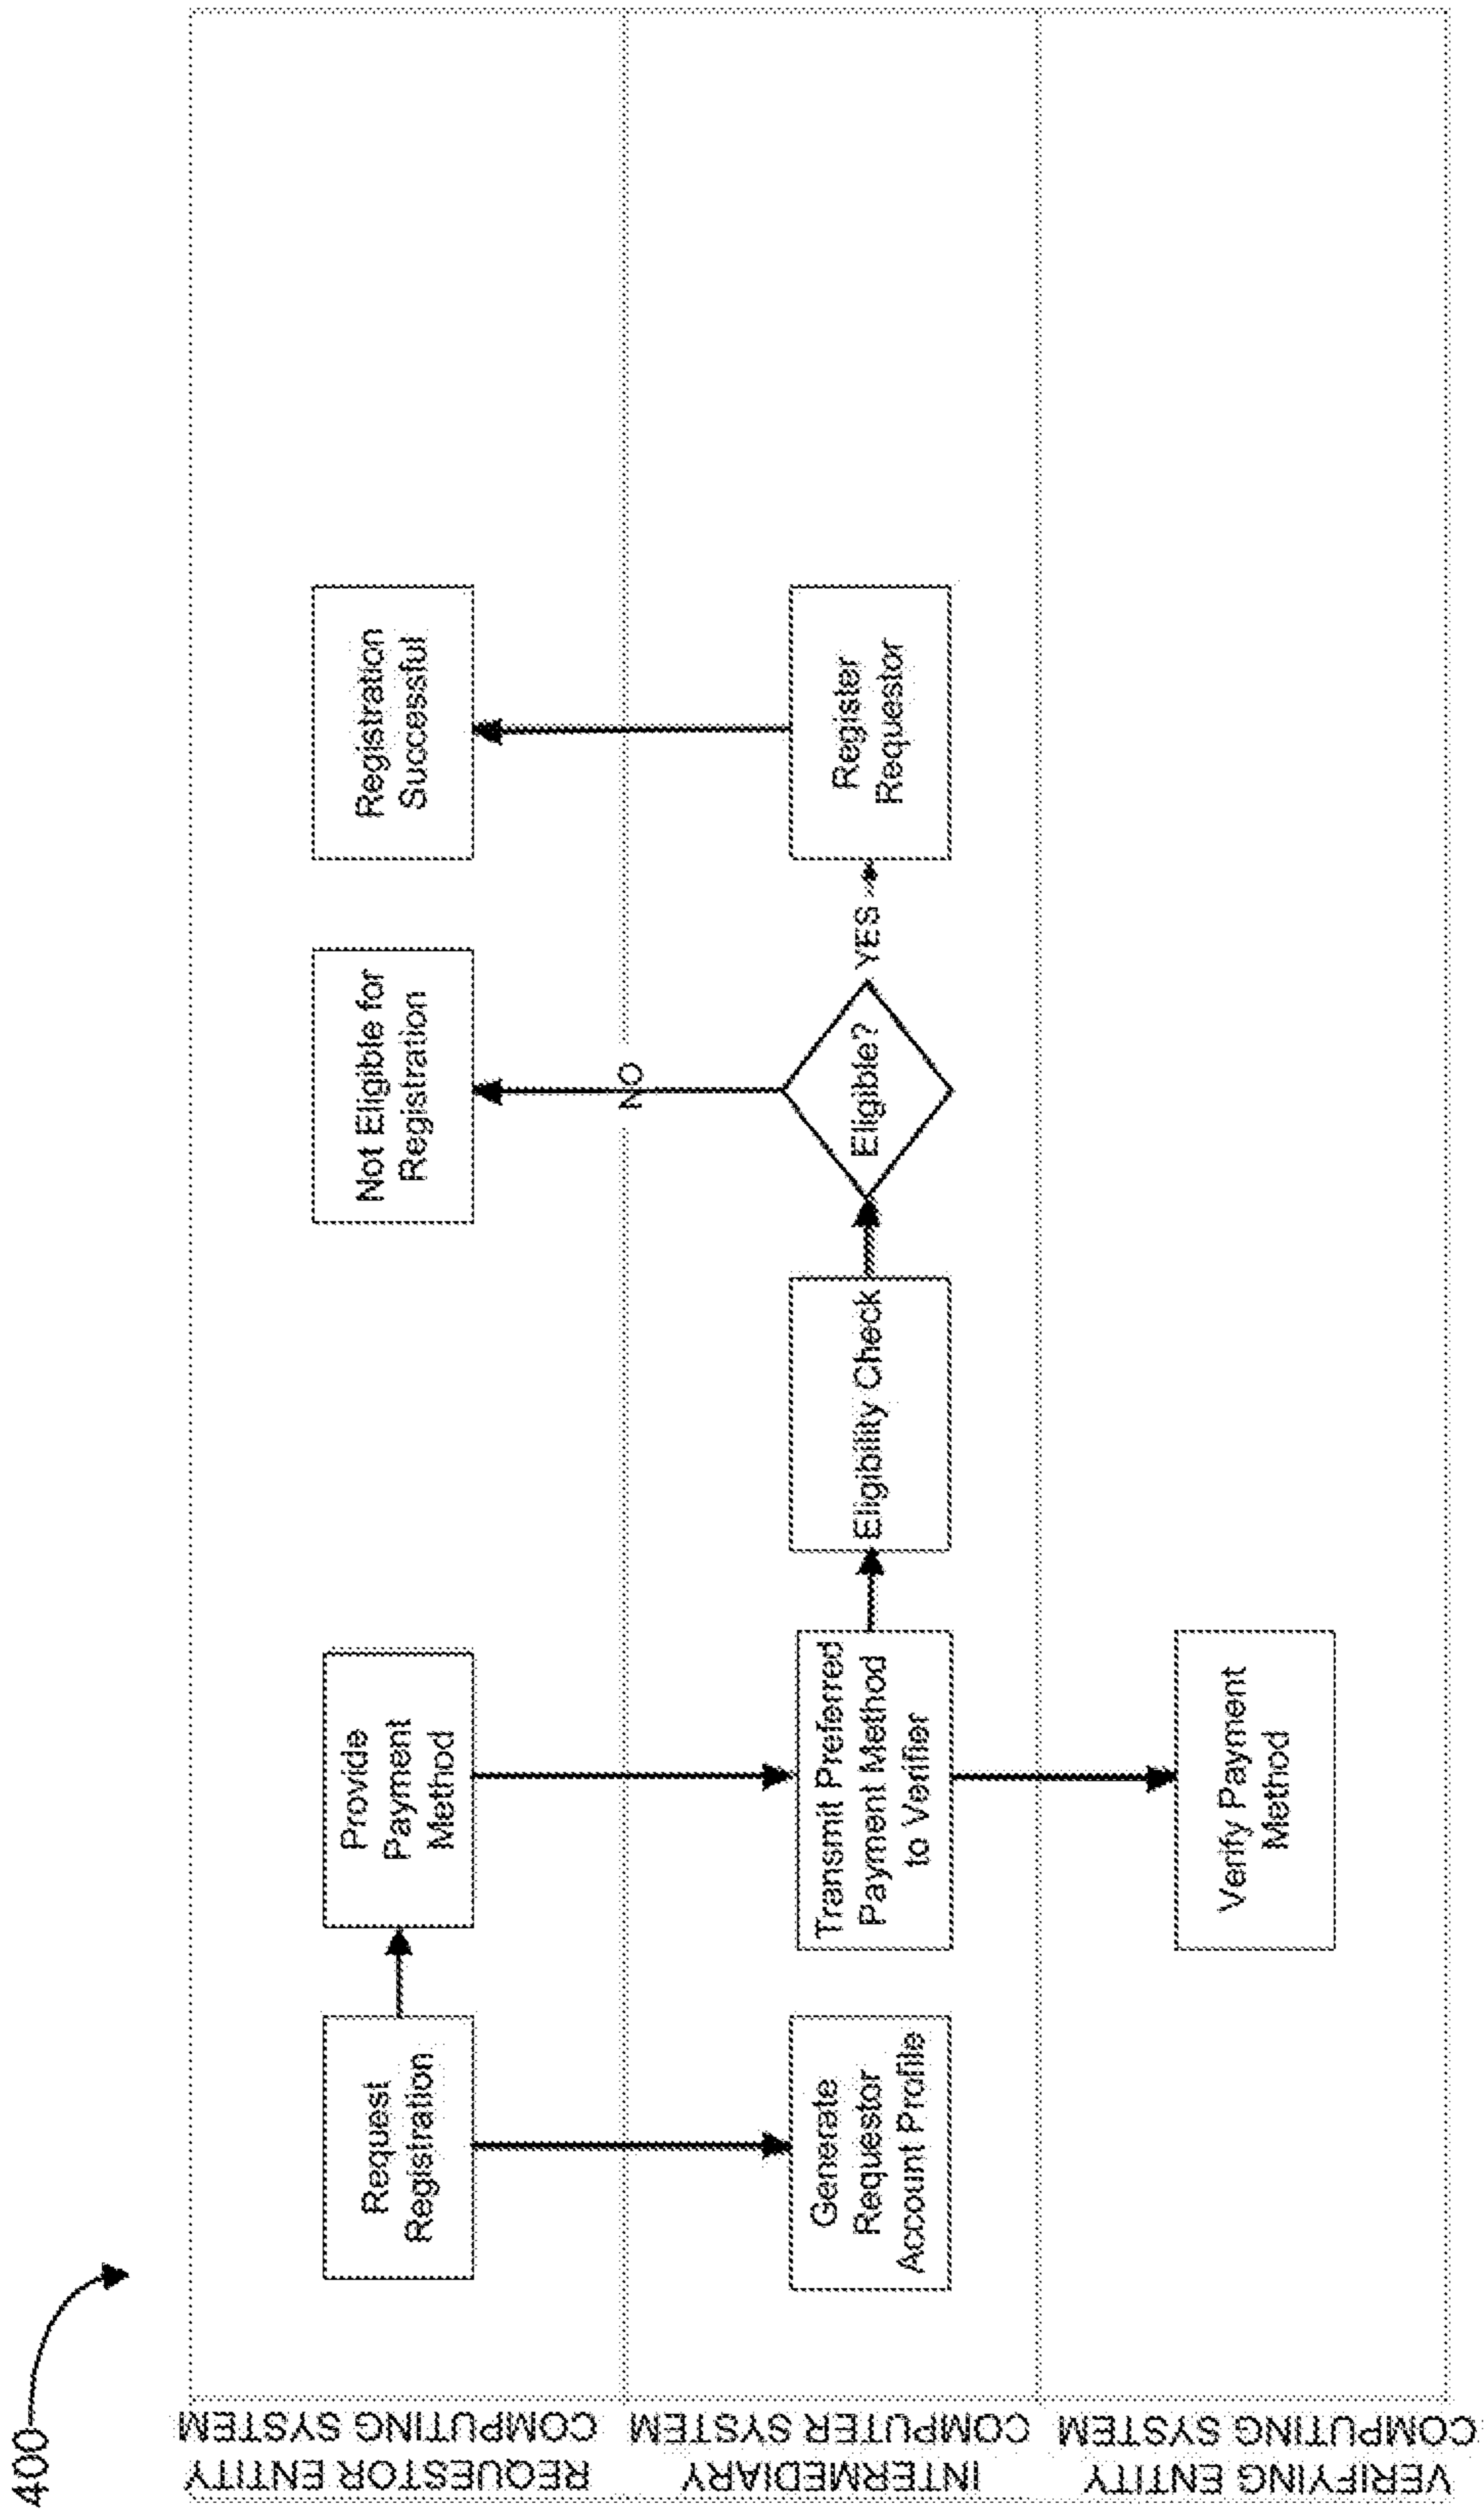 400
REQUESTOR ENTITY
COMPUTING SYSTEM
Request
Registration
Provide
Payment
Method
Not Eligible for
Registration
Registration
Successful
NO
INTERMEDIARY
COMPUTER SYSTEM
Generate
Requestor
Account Profile
Transmit Preferred
Payment Method
to Verifier
Eligibility Check
Eligible?
YES
Register
Requestor
VERIFYING ENTITY
COMPUTING SYSTEM
Verify Payment
Method